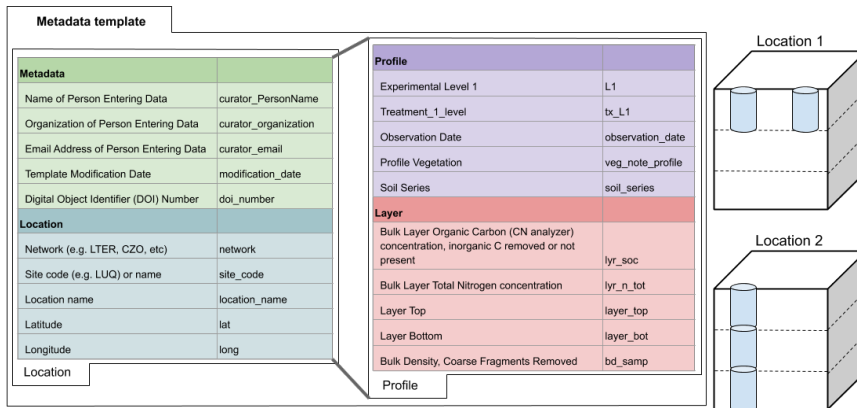 Metadata template
Metadata
Name of Person Entering Data curator_PersonName
Organization of Person Entering Data curator_organization
Email Address of Person Entering Data curator_email
Template Modification Date modification_date
Digital Object Identifier (DOI) Number doi_number
Location
Network (e.g. LTER, CZO, etc) network
Site code (e.g. LUQ) or name site_code
Location name location_name
Latitude lat
Longitude long
Location
Profile
Experimental Level 1 L1
Treatment_1_level tx_L1
Observation Date observation_date
Profile Vegetation veg_note_profile
Soil Series soil_series
Layer
Bulk Layer Organic Carbon (CN analyzer)
concentration, inorganic C removed or not
present lyr_soc
Bulk Layer Total Nitrogen concentration lyr_n_tot
Layer Top layer_top
Layer Bottom layer_bot
Bulk Density, Coarse Fragments Removed bd_samp
Profile
Location 1
Location 2